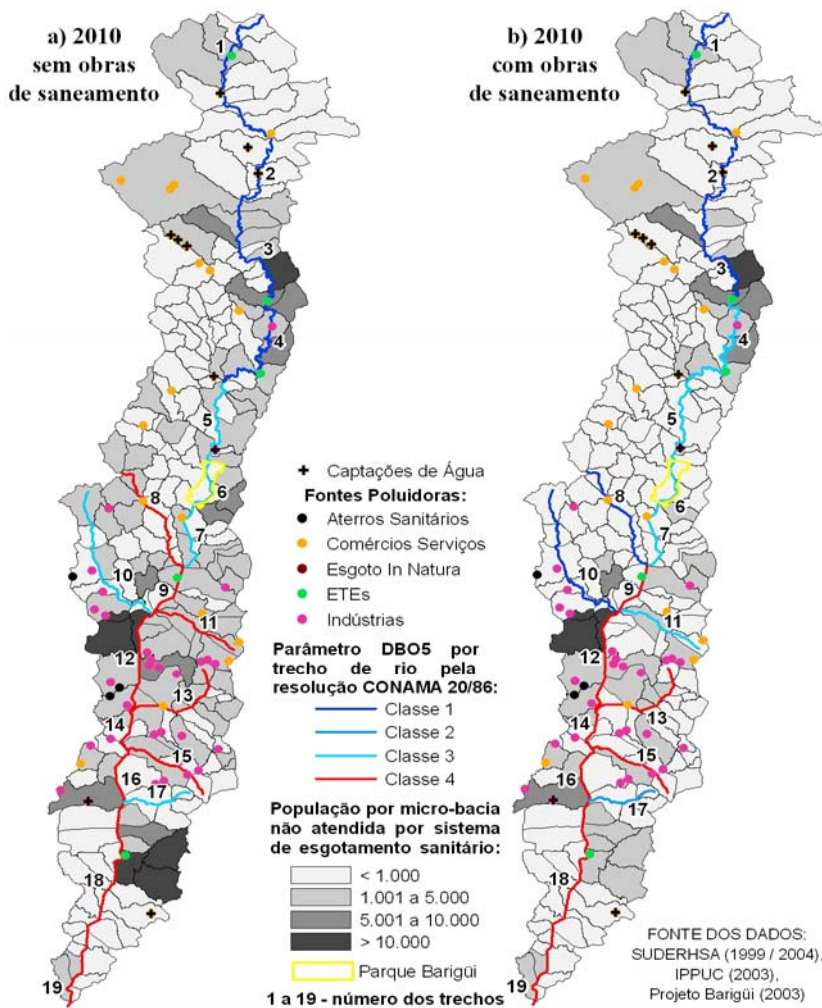 a) 2010
sem obras
de saneamento
b) 2010
com obras
de saneamento
1
2
3
4
5
6
7
8
9
10
11
12
13
14
15
16
17
18
19
1
2
3
4
5
6
7
8
9
10
11
12
13
14
15
16
17
18
19
Captações de Água
Fontes Poluidoras:
Aterros Sanitários
Comércios Serviços
Esgoto In Natura
ETEs
Indústrias
Parâmetro DBO5 por
trecho de rio pela
resolução CONAMA 20/86:
Classe 1
Classe 2
Classe 3
Classe 4
População por micro-bacia
não atendida por sistema
de esgotamento sanitário:
< 1.000
1.001 a 5.000
5.001 a 10.000
> 10.000
Parque Barigüi
1 a 19 - número dos trechos
FONTE DOS DADOS:
SUDERHSA (1999 / 2004),
IPPUC (2003),
Projeto Barigüi (2003)